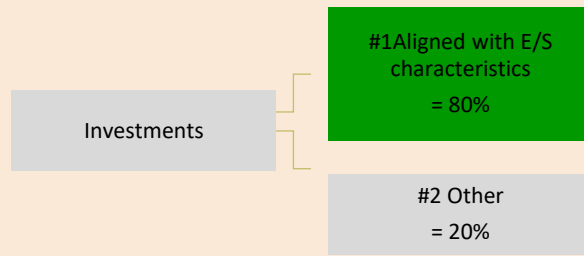 #1Aligned with E/S
characteristics
= 80%
Investments
#2 Other
= 20%